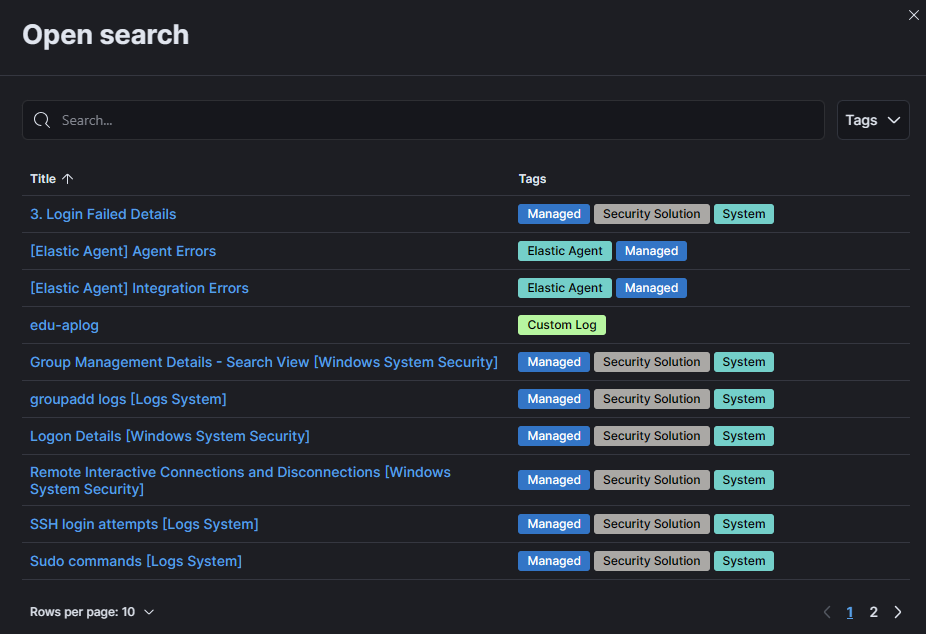 Open search
Search...
Tags
Title Tags
3. Login Failed Details Managed Security Solution System
[Elastic Agent] Agent Errors Elastic Agent Managed
[Elastic Agent] Integration Errors Elastic Agent Managed
edu-aplog Custom Log
Group Management Details - Search View [Windows System Security] Managed Security Solution System
groupadd logs [Logs System] Managed Security Solution System
Logon Details [Windows System Security] Managed Security Solution System
Remote Interactive Connections and Disconnections [Windows
System Security] Managed Security Solution System
SSH login attempts [Logs System] Managed Security Solution System
Sudo commands [Logs System] Managed Security Solution System
Rows per page: 10 1 2